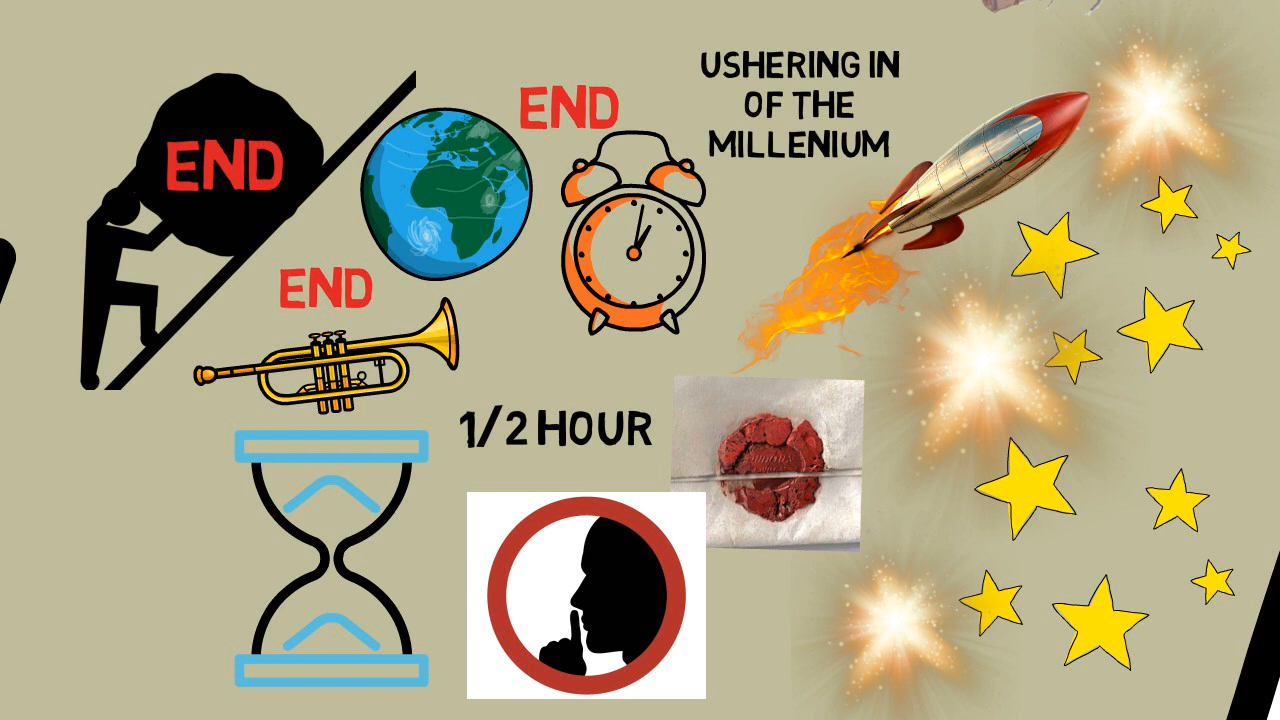 USHERING IN
OF THE
MILLENIUM
END
END
END
1/2 HOUR